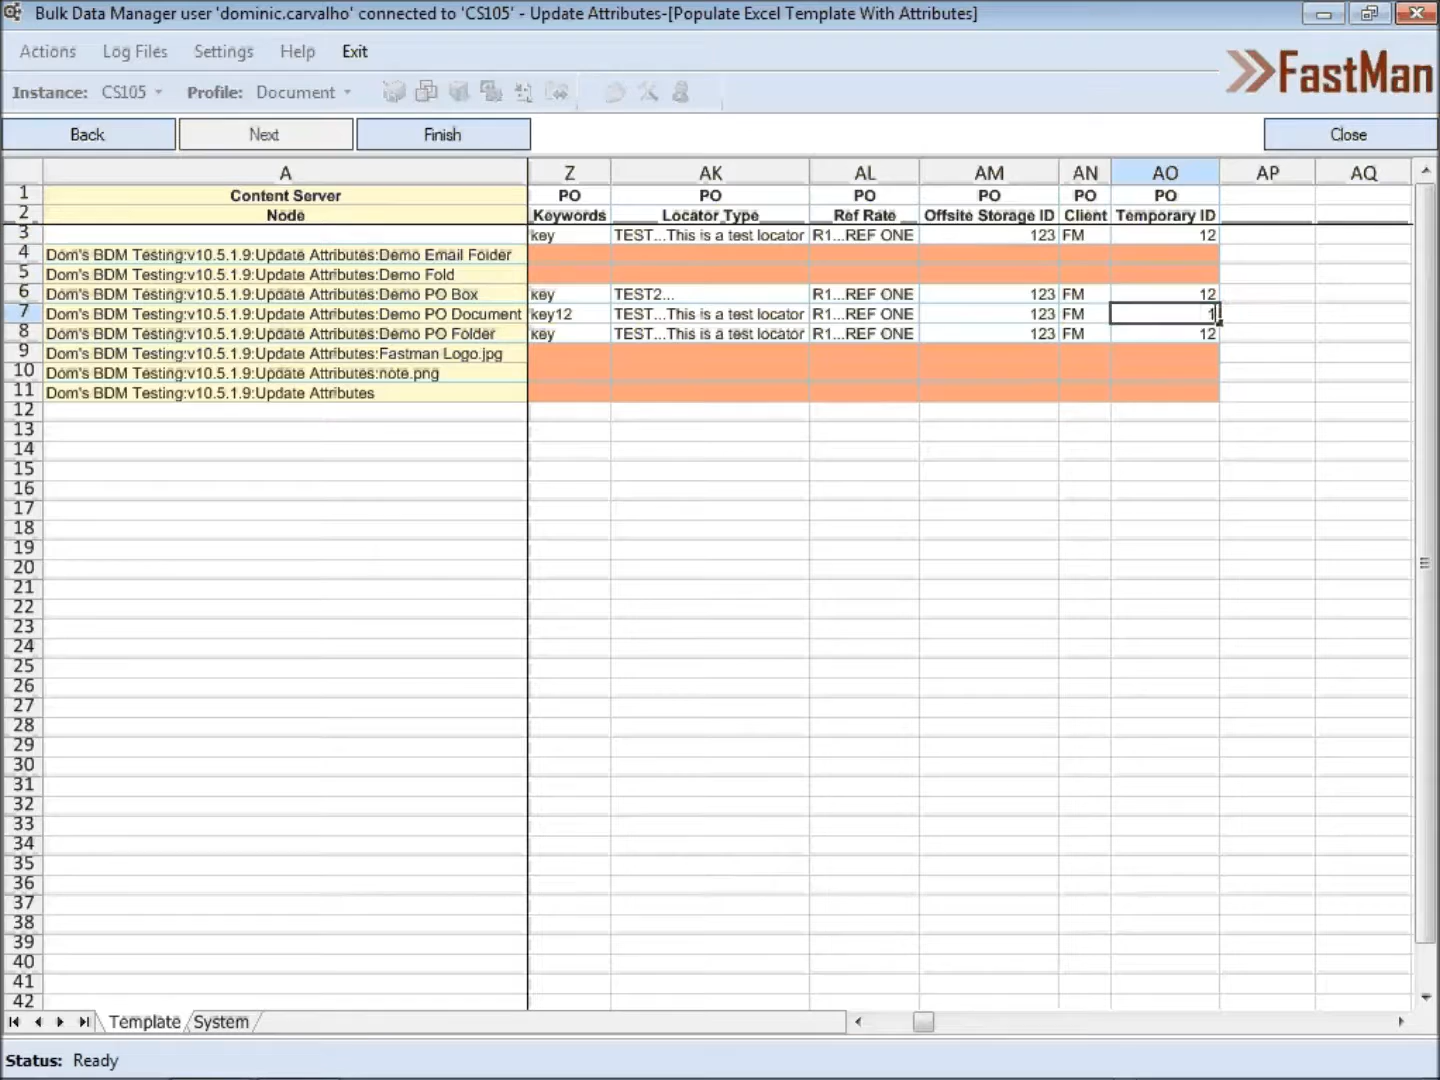 Bulk Data Manager user 'dominic.carvalho' connected to 'CS105' - Update Attributes-[Populate Excel Template With Attributes]
Actions Log Files Settings Help Exit
FastMan
Instance: CS105 Profile: Document
Back Next Finish Close
A Z AK AL AM AN AO AP AQ
1 Content Server PO PO PO PO PO PO
2 Node Keywords Locator Type Ref Rate Offsite Storage ID Client Temporary ID
3 key TEST...This is a test locator R1...REF ONE 123 FM 12
4 Dom's BDM Testing:v10.5.1.9:Update Attributes:Demo Email Folder
5 Dom's BDM Testing:v10.5.1.9:Update Attributes:Demo Fold
6 Dom's BDM Testing:v10.5.1.9:Update Attributes:Demo PO Box key TEST2... R1...REF ONE 123 FM 12
7 Dom's BDM Testing:v10.5.1.9:Update Attributes:Demo PO Document key12 TEST...This is a test locator R1...REF ONE 123 FM 1
8 Dom's BDM Testing:v10.5.1.9:Update Attributes:Demo PO Folder key TEST...This is a test locator R1...REF ONE 123 FM 12
9 Dom's BDM Testing:v10.5.1.9:Update Attributes:Fastman Logo.jpg
10 Dom's BDM Testing:v10.5.1.9:Update Attributes:note.png
11 Dom's BDM Testing:v10.5.1.9:Update Attributes
12
13
14
15
16
17
18
19
20
21
22
23
24
25
26
27
28
29
30
31
32
33
34
35
36
37
38
39
40
41
42
Template System
Status: Ready